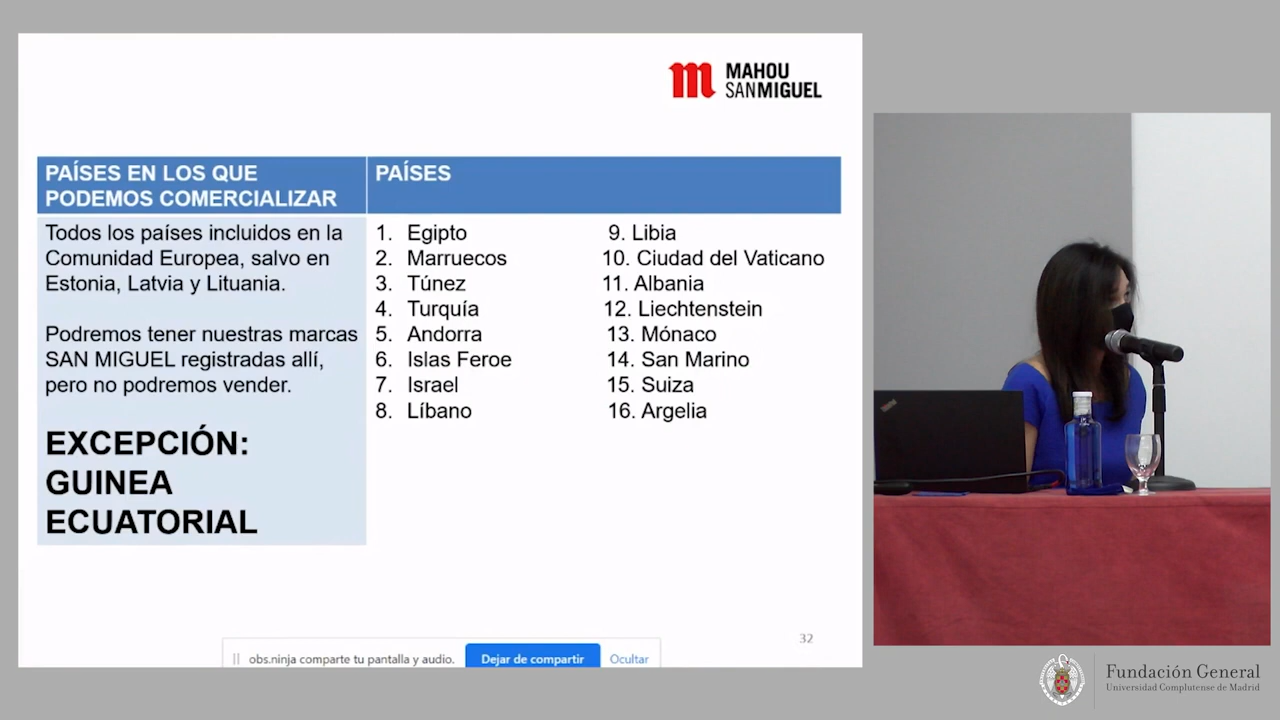 MAHOU
SANMIGUEL
PAÍSES EN LOS QUE
PODEMOS COMERCIALIZAR
PAÍSES
Todos los países incluidos en la
Comunidad Europea, salvo en
Estonia, Latvia y Lituania.
Podremos tener nuestras marcas
SAN MIGUEL registradas allí,
pero no podremos vender.
EXCEPCIÓN:
GUINEA
ECUATORIAL
1. Egipto
2. Marruecos
3. Túnez
4. Turquía
5. Andorra
6. Islas Feroe
7. Israel
8. Líbano
9. Libia
10. Ciudad del Vaticano
11. Albania
12. Liechtenstein
13. Mónaco
14. San Marino
15. Suiza
16. Argelia
32
obs.ninja comparte tu pantalla y audio.
Dejar de compartir
Ocultar
Fundación General
Universidad Complutense de Madrid